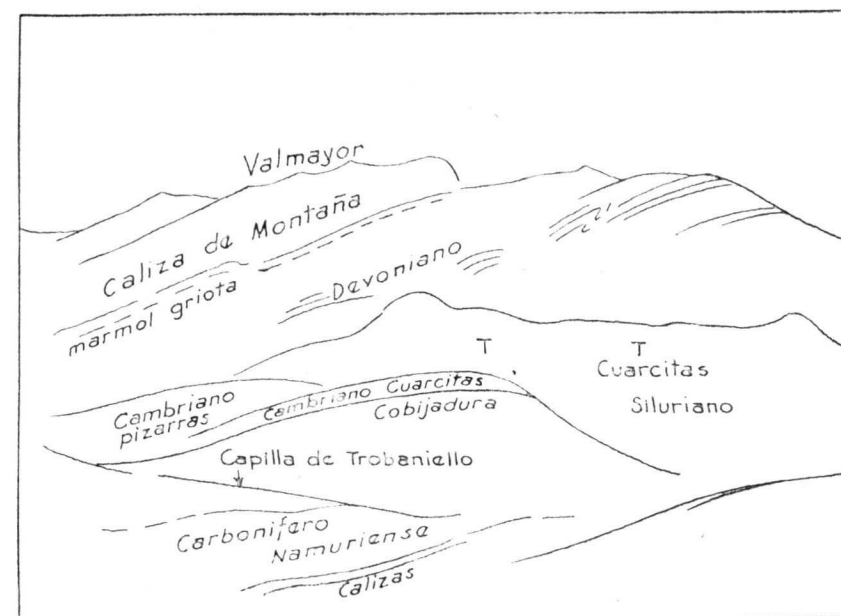 Valmayor
Caliza de Montaña
marmol griota
Devoniano
T T
Cuarcitas
Siluriano
Cambriano
pizarras
Cambriano Cuarcitas
Cobijadura
Capilla de Trobaniello
Carbonifero
Namuriense
Calizas